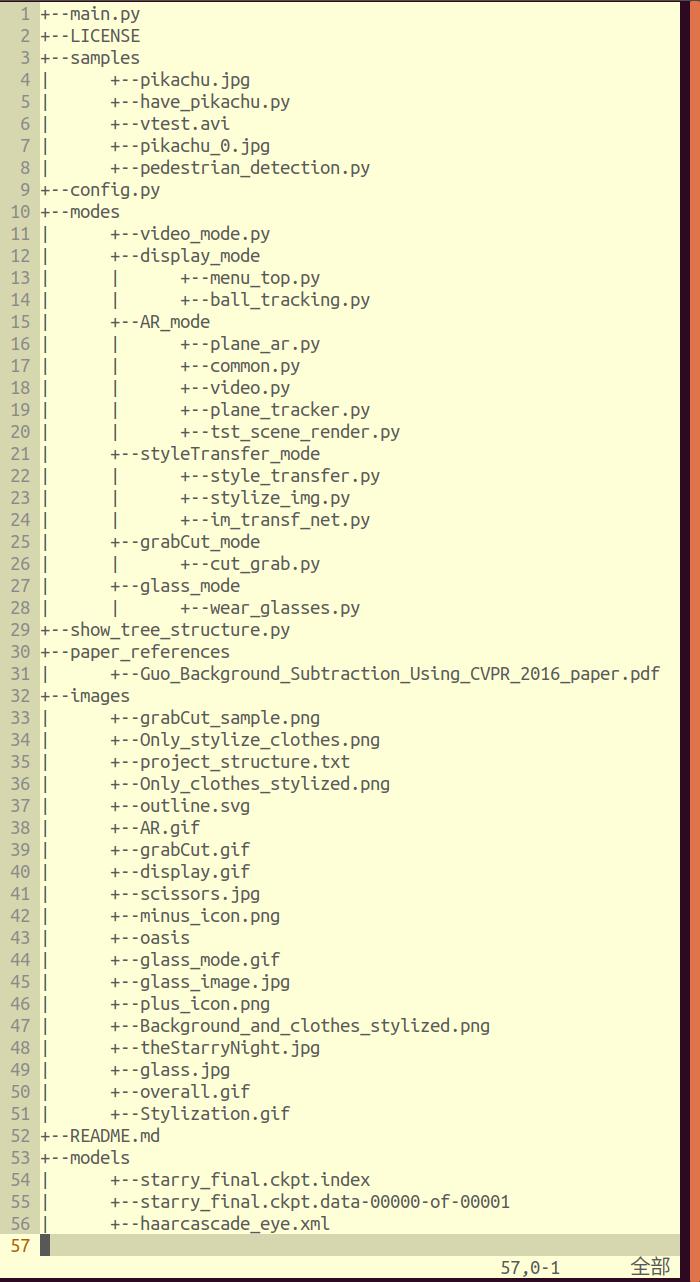 1 +--main.py
2 +--LICENSE
3 +--samples
4 |      +--pikachu.jpg
5 |      +--have_pikachu.py
6 |      +--vtest.avi
7 |      +--pikachu_0.jpg
8 |      +--pedestrian_detection.py
9 +--config.py
10 +--modes
11 |      +--video_mode.py
12 |      +--display_mode
13 |      |      +--menu_top.py
14 |      |      +--ball_tracking.py
15 |      +--AR_mode
16 |      |      +--plane_ar.py
17 |      |      +--common.py
18 |      |      +--video.py
19 |      |      +--plane_tracker.py
20 |      |      +--tst_scene_render.py
21 |      +--styleTransfer_mode
22 |      |      +--style_transfer.py
23 |      |      +--stylize_img.py
24 |      |      +--im_transf_net.py
25 |      +--grabCut_mode
26 |      |      +--cut_grab.py
27 |      +--glass_mode
28 |      |      +--wear_glasses.py
29 +--show_tree_structure.py
30 +--paper_references
31 |      +--Guo_Background_Subtraction_Using_CVPR_2016_paper.pdf
32 +--images
33 |      +--grabCut_sample.png
34 |      +--Only_stylize_clothes.png
35 |      +--project_structure.txt
36 |      +--Only_clothes_stylized.png
37 |      +--outline.svg
38 |      +--AR.gif
39 |      +--grabCut.gif
40 |      +--display.gif
41 |      +--scissors.jpg
42 |      +--minus_icon.png
43 |      +--oasis
44 |      +--glass_mode.gif
45 |      +--glass_image.jpg
46 |      +--plus_icon.png
47 |      +--Background_and_clothes_stylized.png
48 |      +--theStarryNight.jpg
49 |      +--glass.jpg
50 |      +--overall.gif
51 |      +--Stylization.gif
52 +--README.md
53 +--models
54 |      +--starry_final.ckpt.index
55 |      +--starry_final.ckpt.data-00000-of-00001
56 |      +--haarcascade_eye.xml
57
57,0-1 全部